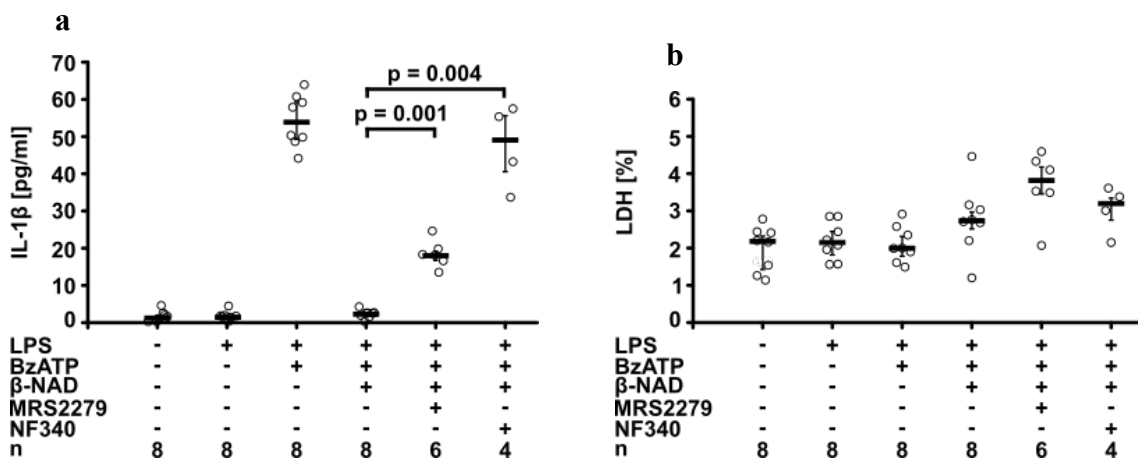 a
IL-1β [pg/ml]
70
60
50
40
30
20
10
0
p = 0.004
p = 0.001
LPS - + + + + +
BzATP - - + + + +
β-NAD - - - + + +
MRS2279 - - - - + -
NF340 - - - - - +
n 8 8 8 8 6 4
b
LDH [%]
6
5
4
3
2
1
0
LPS - + + + + +
BzATP - - + + + +
β-NAD - - - + + +
MRS2279 - - - - + -
NF340 - - - - - +
n 8 8 8 8 6 4